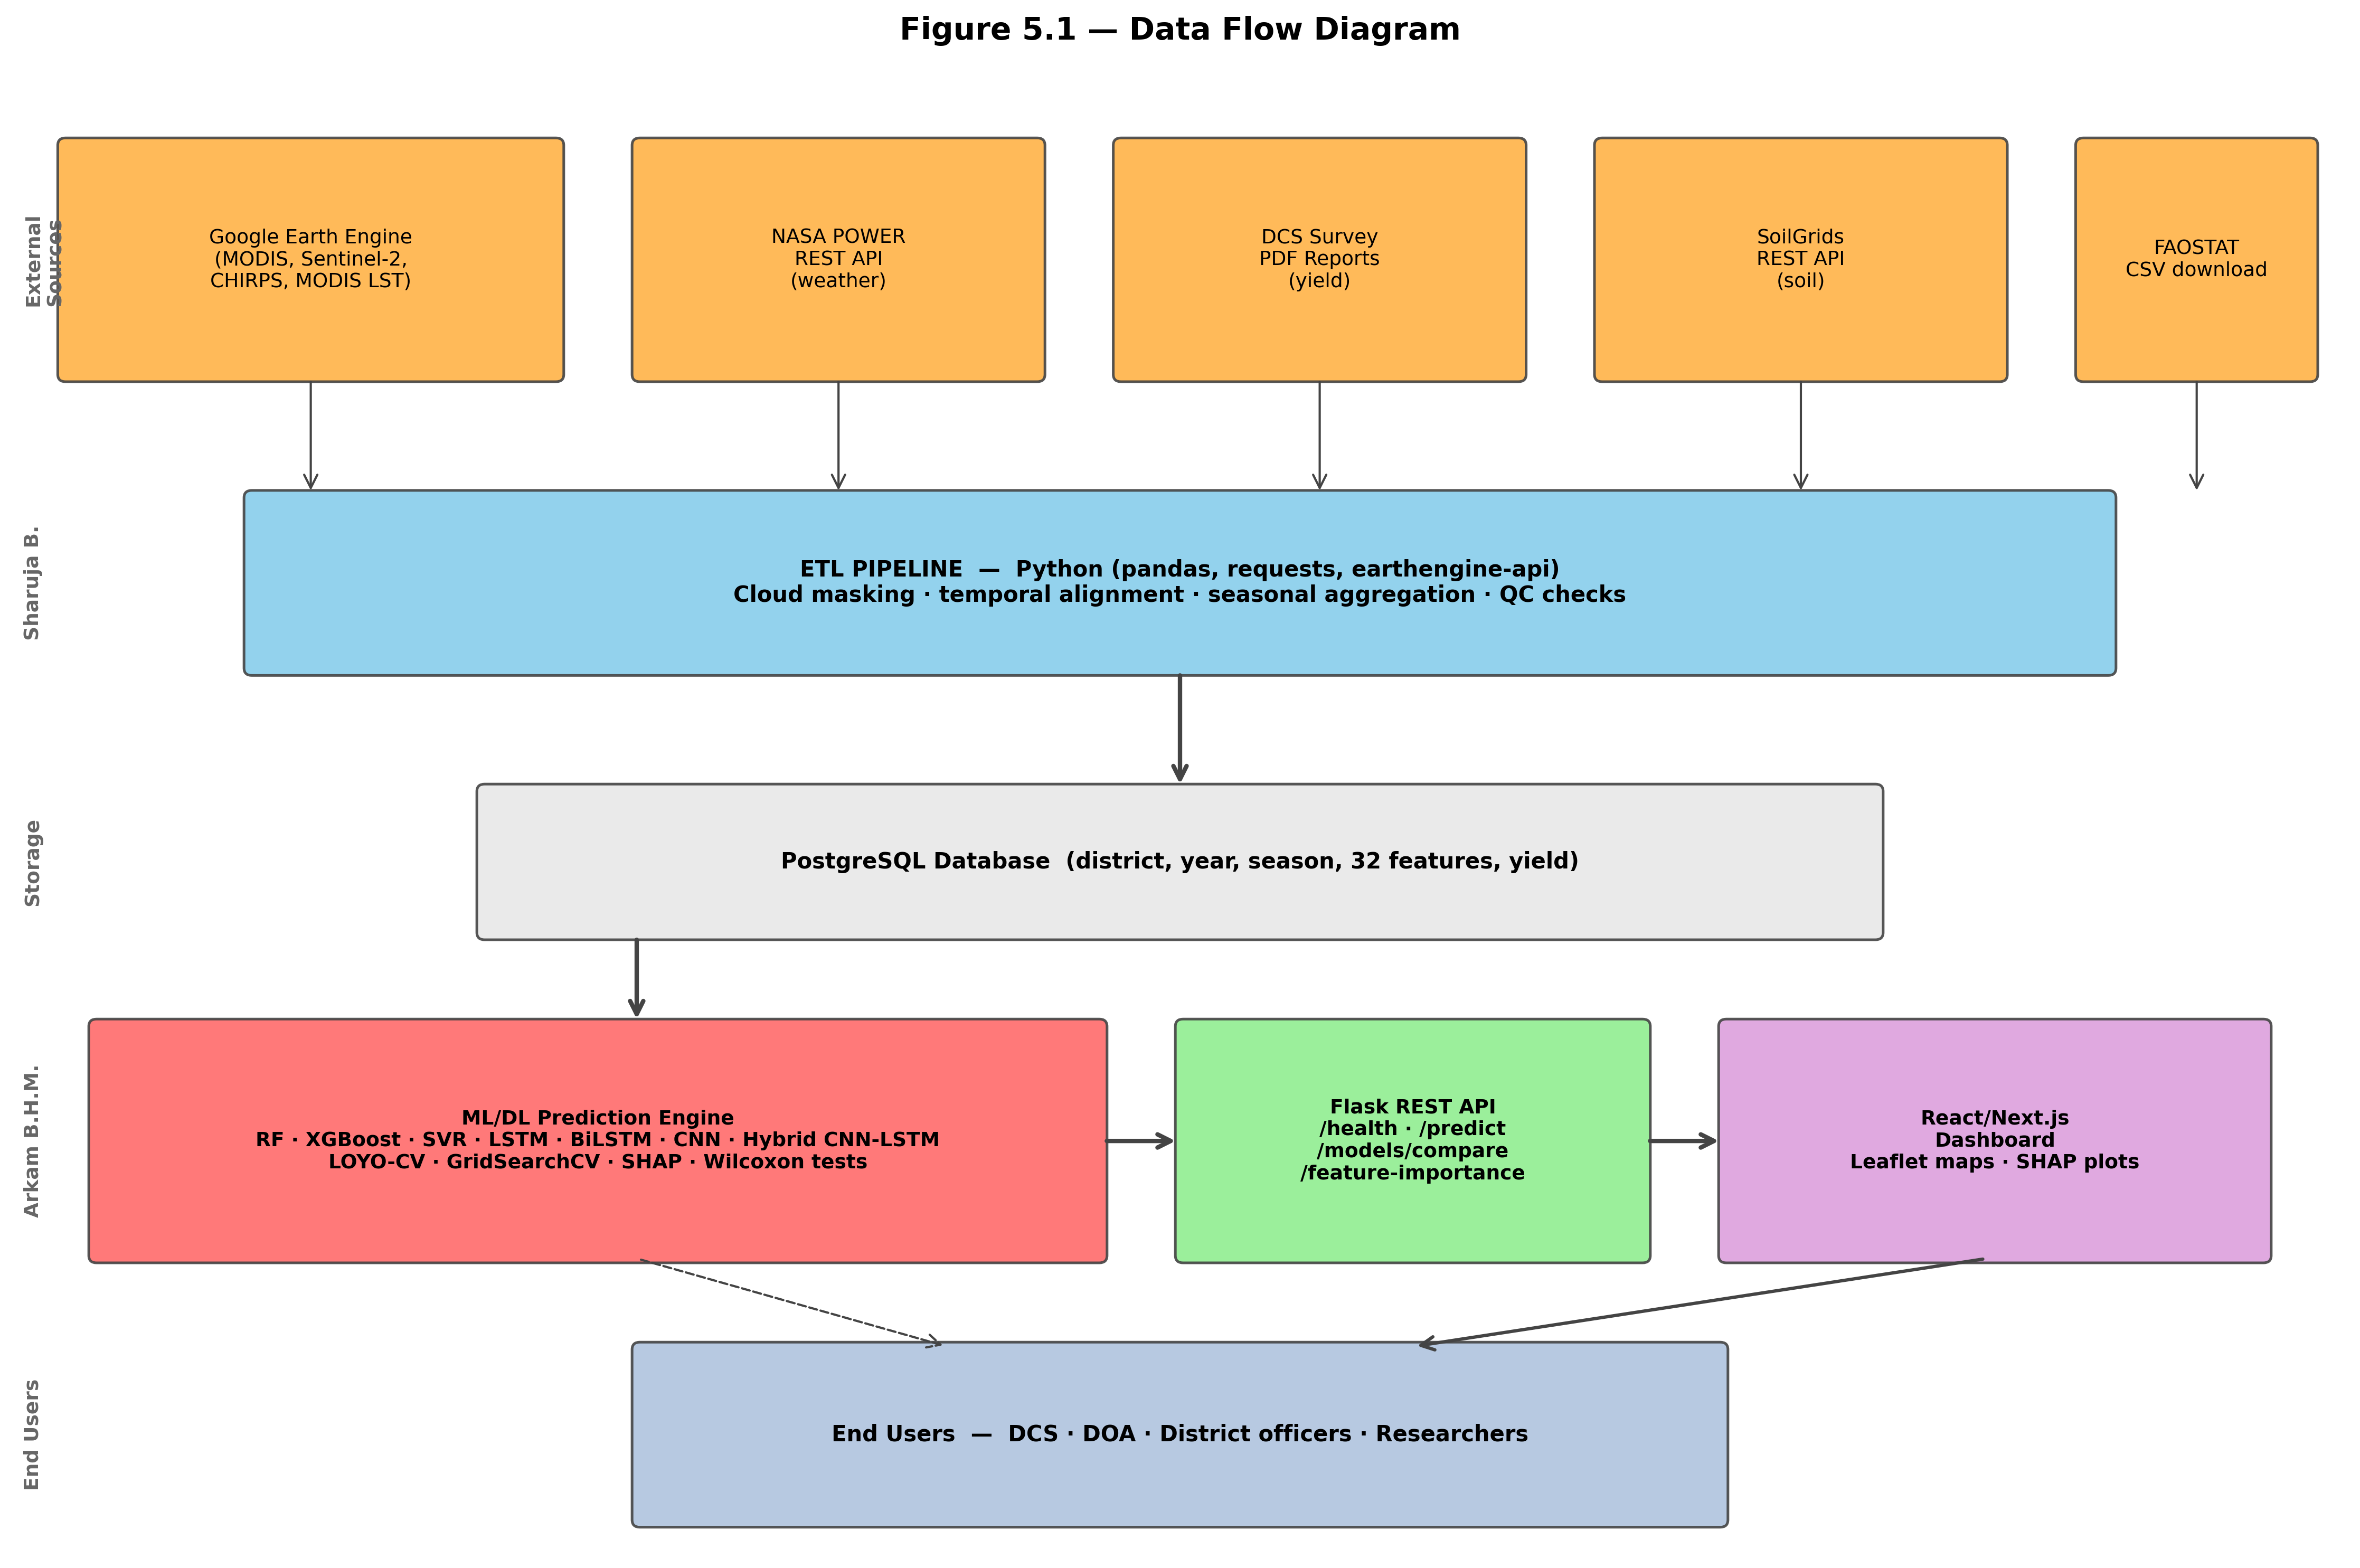 Figure 5.1 — Data Flow Diagram
External
Sources
Google Earth Engine
(MODIS, Sentinel-2,
CHIRPS, MODIS LST)
NASA POWER
REST API
(weather)
DCS Survey
PDF Reports
(yield)
SoilGrids
REST API
(soil)
FAOSTAT
CSV download
Sharuja B.
ETL PIPELINE — Python (pandas, requests, earthengine-api)
Cloud masking · temporal alignment · seasonal aggregation · QC checks
Storage
PostgreSQL Database (district, year, season, 32 features, yield)
Arkam B.H.M.
ML/DL Prediction Engine
RF · XGBoost · SVR · LSTM · BiLSTM · CNN · Hybrid CNN-LSTM
LOYO-CV · GridSearchCV · SHAP · Wilcoxon tests
Flask REST API
/health · /predict
/models/compare
/feature-importance
React/Next.js
Dashboard
Leaflet maps · SHAP plots
End Users
End Users — DCS · DOA · District officers · Researchers